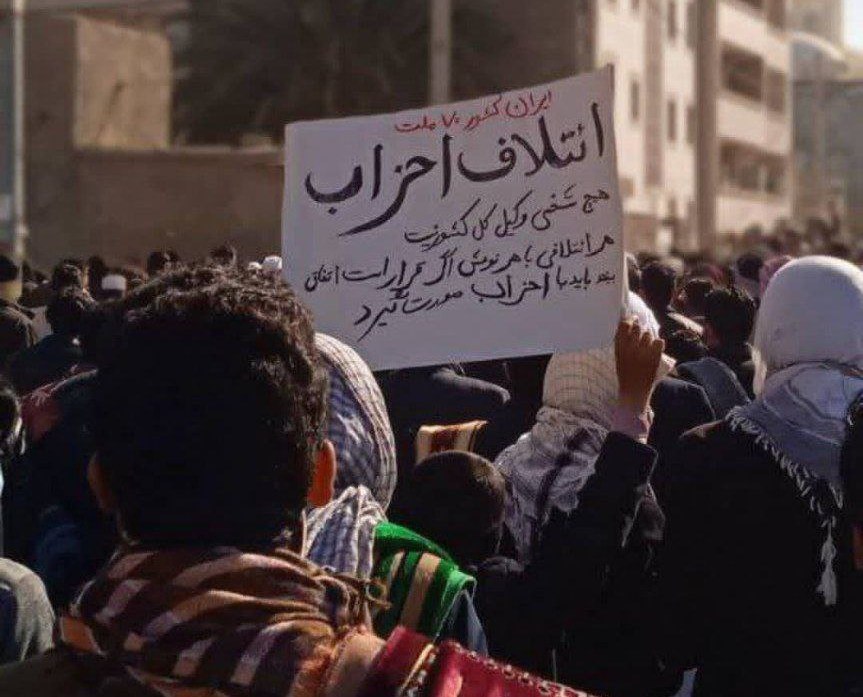 ایران کشور ۷۰ ملت
ائتلاف احزاب
هیچ شخصی وکیل کل کشور نیست
هر ائتلافی با هر نوش اگر قرار است اتفاق
بیفتد باید با احزاب صورت گیرد